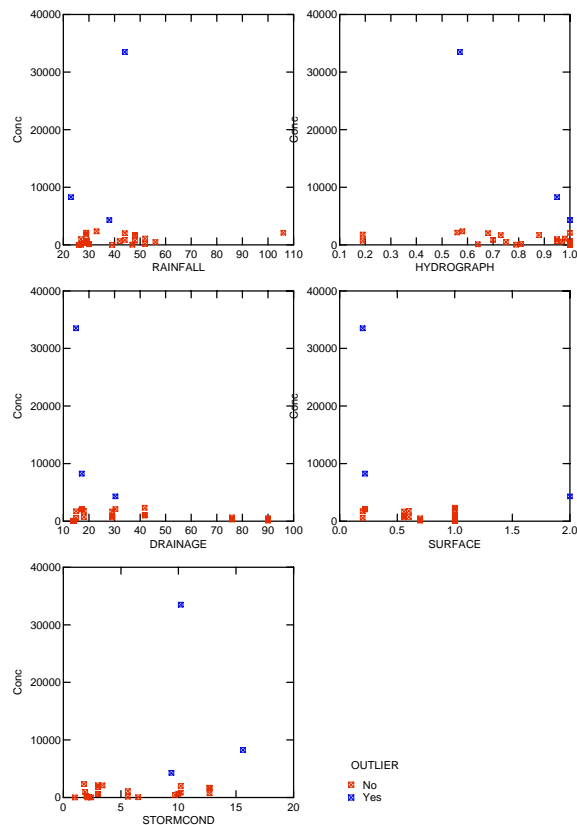 40000 40000
30000 30000
Conc Conc
20000 20000
10000 10000
0 0
20 30 40 50 60 70 80 90 100 110 0.1 0.2 0.3 0.4 0.5 0.6 0.7 0.8 0.9 1.0
RAINFALL HYDROGRAPH
40000 40000
30000 30000
Conc Conc
20000 20000
10000 10000
0 0
10 20 30 40 50 60 70 80 90 100 0.0 0.5 1.0 1.5 2.0
DRAINAGE SURFACE
40000
30000
Conc
20000
10000
0
0 5 10 15 20
STORMCOND
OUTLIER
No
Yes